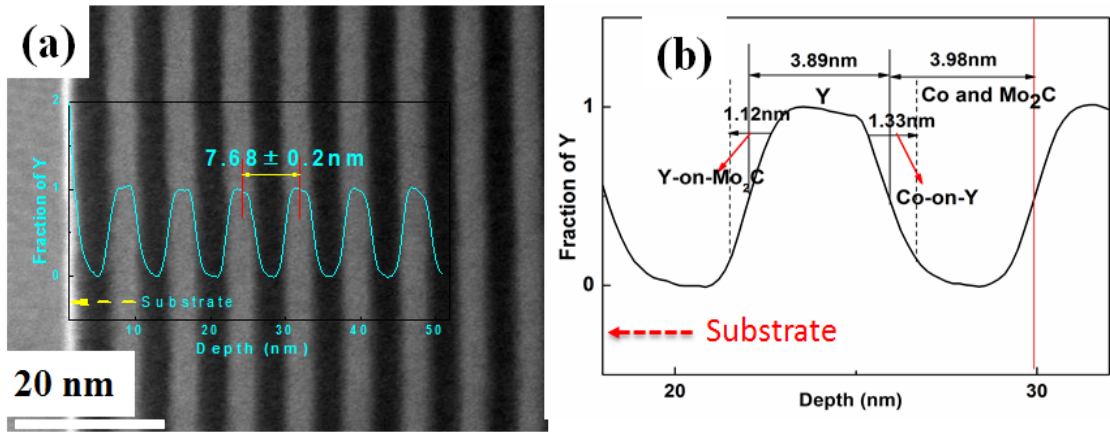 (a)
2
1
0
Fraction of Y
7.68 ± 0.2nm
Substrate
10 20 30 40 50
Depth (nm)
20 nm
(b)
3.89nm
3.98nm
Y
Co and Mo₂C
1.12nm
1.33nm
Y-on-Mo₂C
Co-on-Y
1
0
Fraction of Y
Substrate
20 30
Depth (nm)